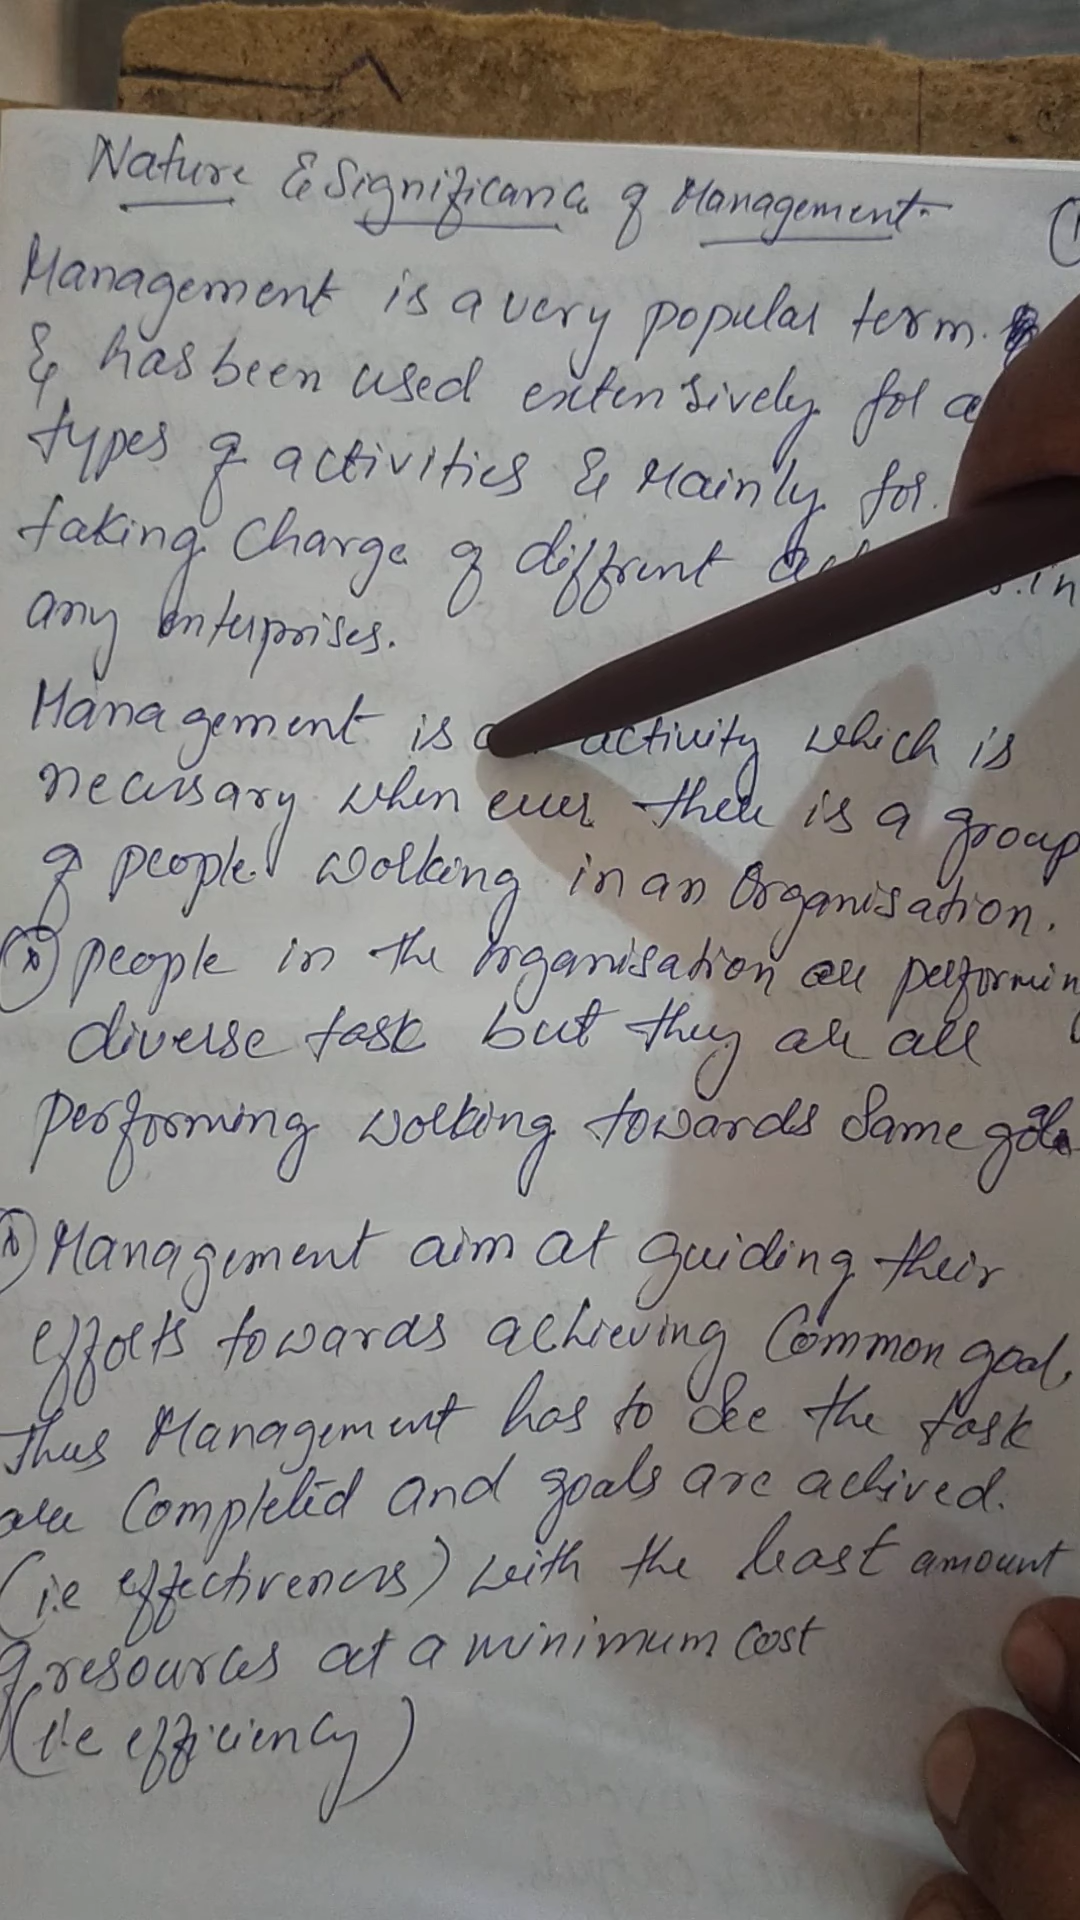 Nature & Significance of Management.
Management is a very popular term.
& has been used extensively for
types of activities & Mainly for
taking charge of diffrent in
any enterprises.
Management is activity which is
necessary when ever there is a group
of people working in an Organisation.
people in the organisation are performing
diverse task but they are all
performing working towards Same goal
Management aim at guiding their
efforts towards achieving Common goal,
thus Management has to See the task
are Completed and goals are achived.
(i.e effectiveness) with the least amount
of resources at a minimum cost
(i.e efficiency)